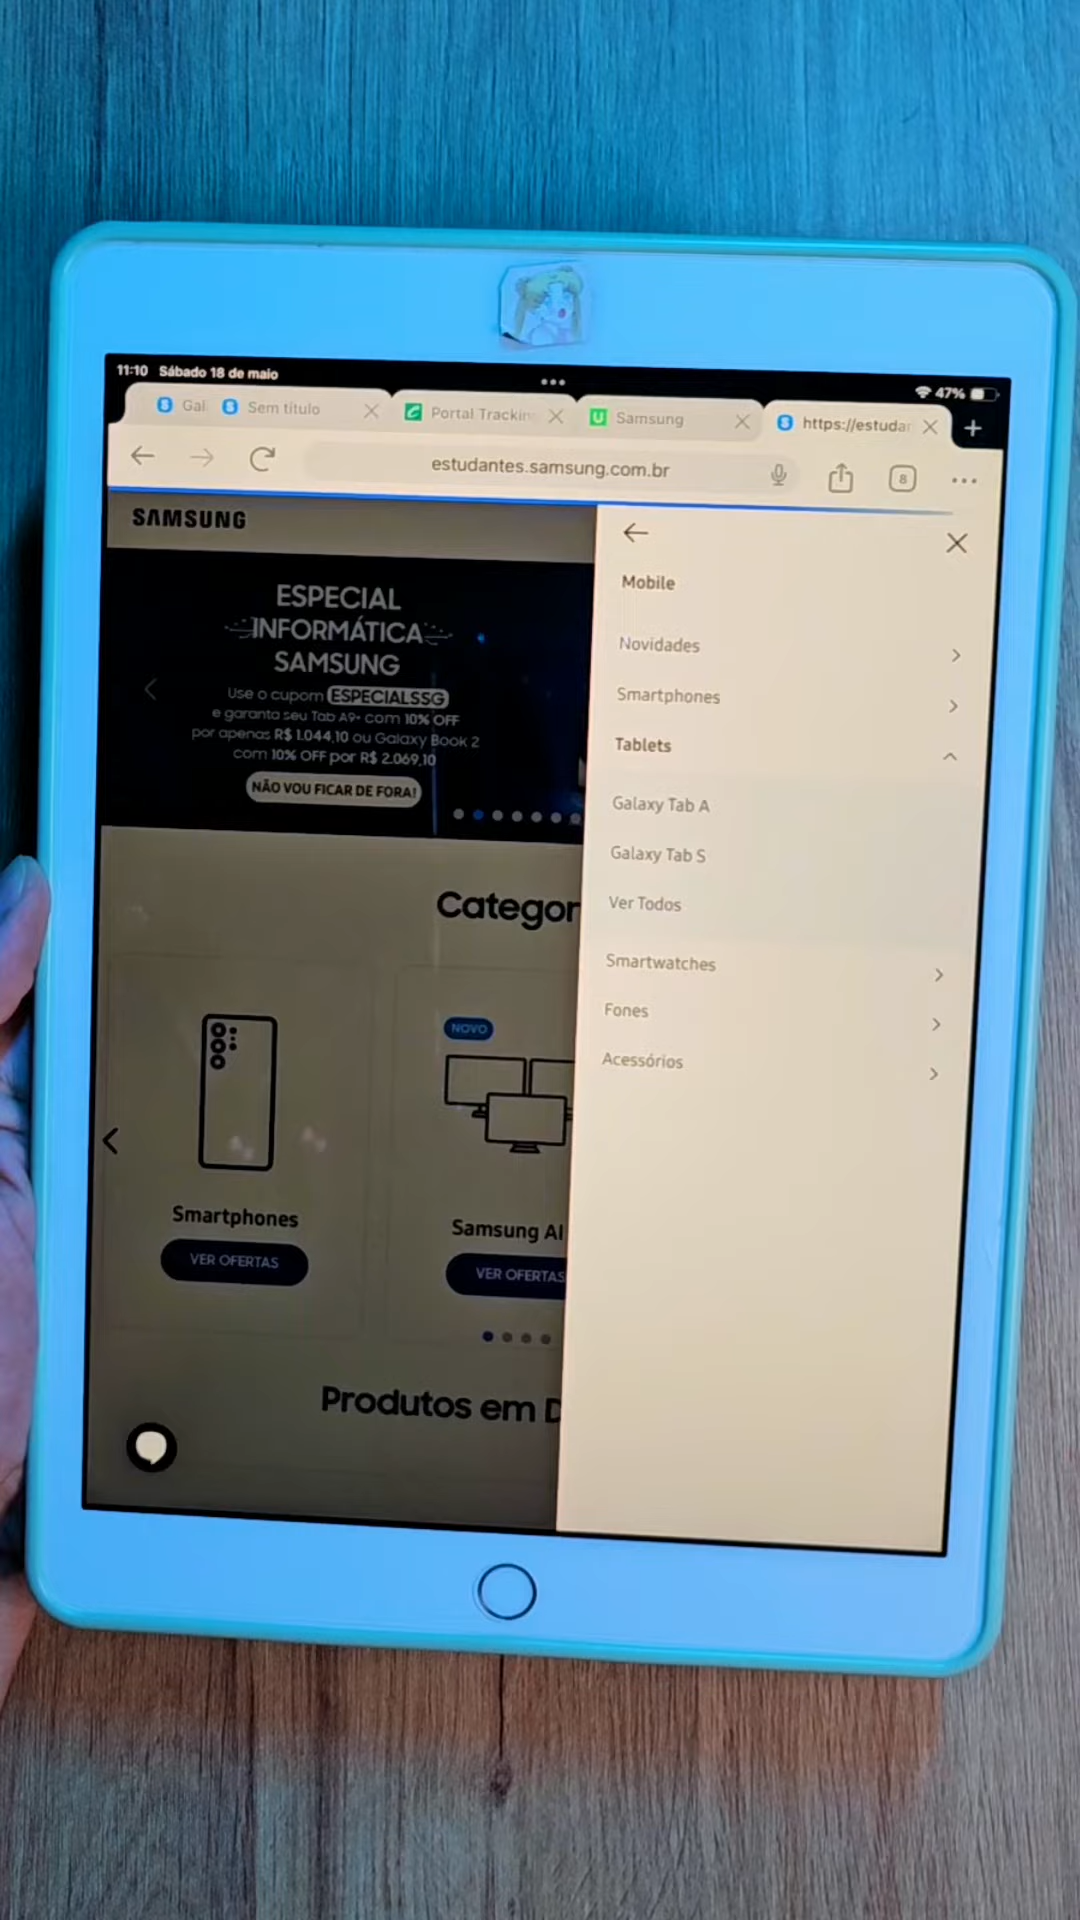 11:10 Sábado 18 de maio
47%
Gal
Sem título
Portal Trackin
Samsung
https://estudar
estudantes.samsung.com.br
8
SAMSUNG
ESPECIAL
INFORMÁTICA
SAMSUNG
Use o cupom ESPECIALSSG
e garanta seu Tab A9+ com 10% OFF
por apenas R$ 1.044,10 ou Galaxy Book 2
com 10% OFF por R$ 2.069,10
NÃO VOU FICAR DE FORA!
Categor
NOVO
Smartphones
VER OFERTAS
Samsung AI
VER OFERTAS
Produtos em D
Mobile
Novidades
Smartphones
Tablets
Galaxy Tab A
Galaxy Tab S
Ver Todos
Smartwatches
Fones
Acessórios